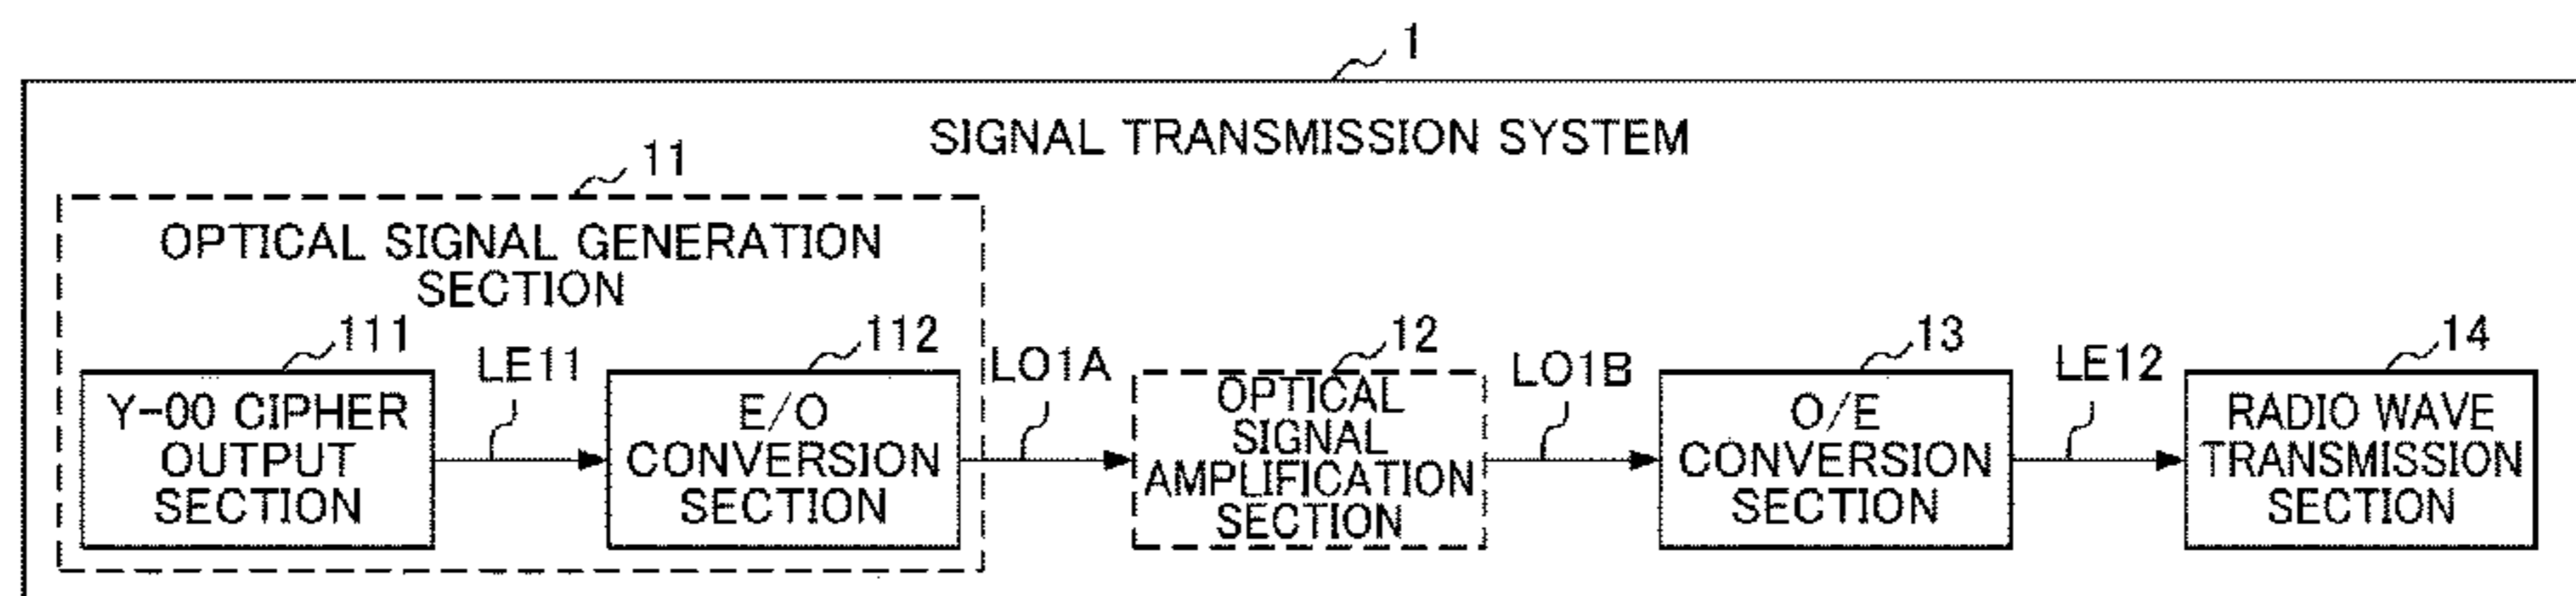 1
SIGNAL TRANSMISSION SYSTEM
11
OPTICAL SIGNAL GENERATION
SECTION
111
Y-00 CIPHER
OUTPUT
SECTION
LE11
112
E/O
CONVERSION
SECTION
LO1A
12
OPTICAL
SIGNAL
AMPLIFICATION
SECTION
LO1B
13
O/E
CONVERSION
SECTION
LE12
14
RADIO WAVE
TRANSMISSION
SECTION